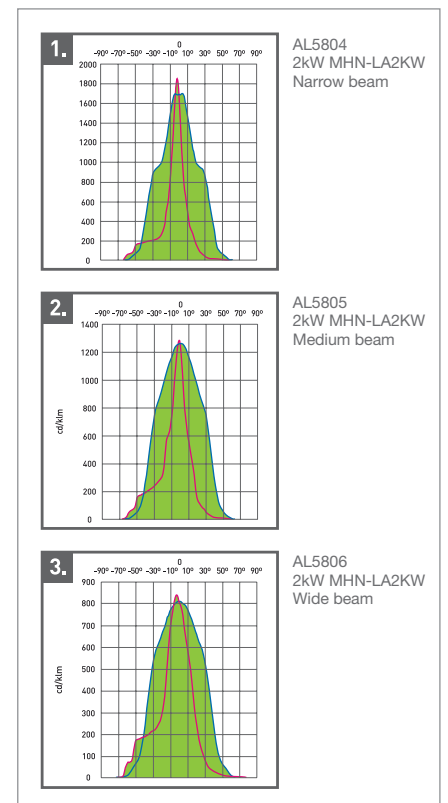 1.
0
-90º -70º -50º -30º -10º 10º 30º 50º 70º 90º
2000
1800
1600
1400
1200
1000
800
600
400
200
0
AL5804
2kW MHN-LA2KW
Narrow beam
2.
0
-90º -70º -50º -30º -10º 10º 30º 50º 70º 90º
1400
1200
1000
800
600
400
200
0
cd/klm
AL5805
2kW MHN-LA2KW
Medium beam
3.
0
-90º -70º -50º -30º -10º 10º 30º 50º 70º 90º
900
800
700
600
500
400
300
200
100
0
cd/klm
AL5806
2kW MHN-LA2KW
Wide beam